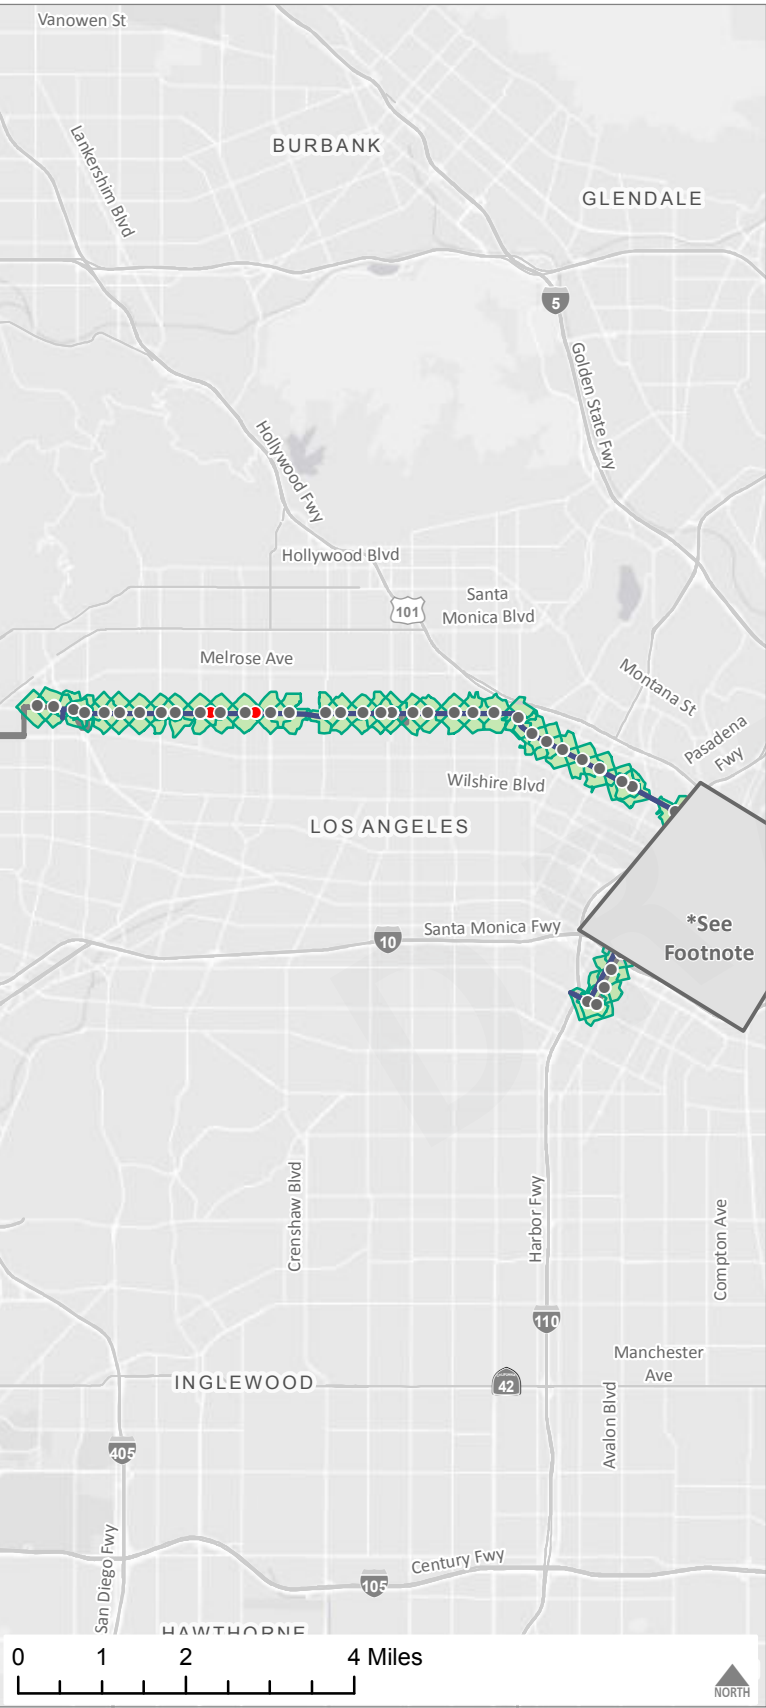 Vanowen St
Lankershim Blvd
BURBANK
GLENDALE
5
Golden State Fwy
Hollywood Fwy
Hollywood Blvd
101
Santa
Monica Blvd
Melrose Ave
Montana St
Pasadena
Fwy
Wilshire Blvd
LOS ANGELES
*See
Footnote
Santa Monica Fwy
10
Crenshaw Blvd
Harbor Fwy
Compton Ave
110
Manchester
Ave
INGLEWOOD
42
Avalon Blvd
405
San Diego Fwy
Century Fwy
105
HAWTHORNE
0 1 2 4 Miles
NORTH